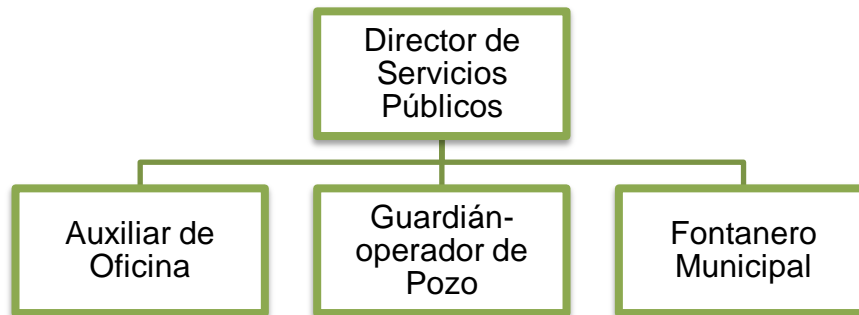 Director de
Servicios
Públicos
Auxiliar de
Oficina
Guardián-
operador de
Pozo
Fontanero
Municipal